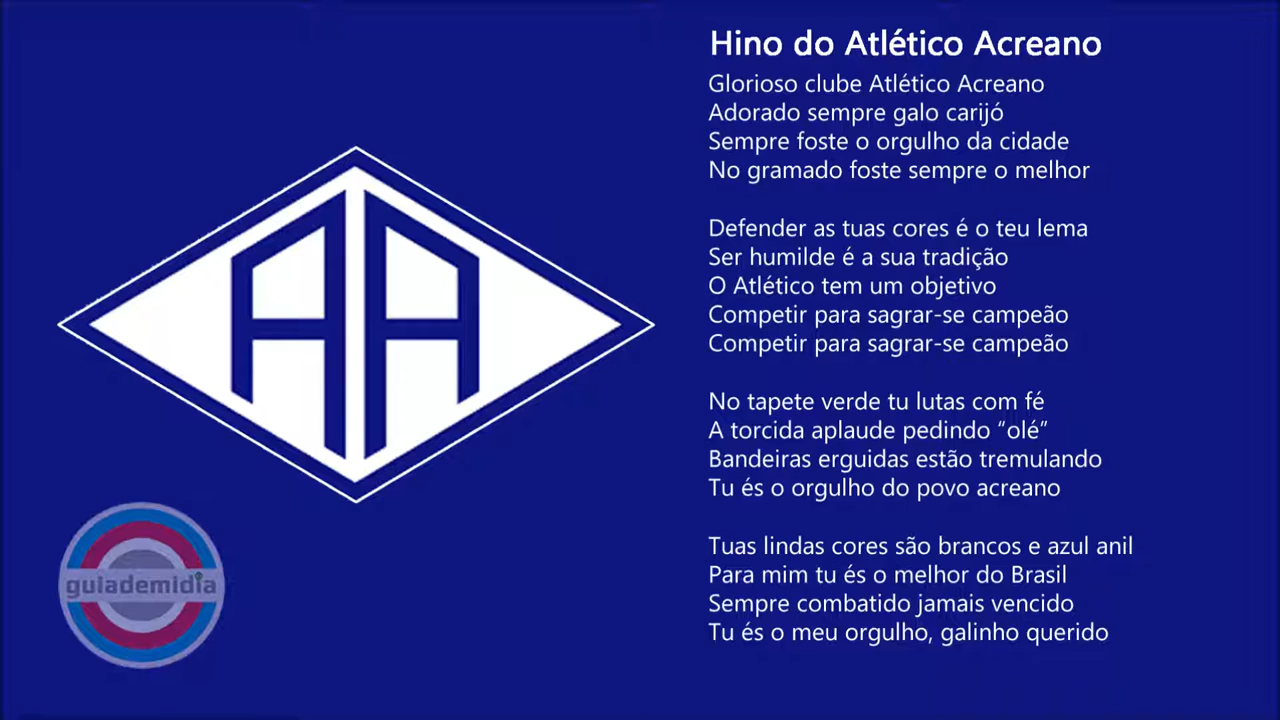 Hino do Atlético Acreano
Glorioso clube Atlético Acreano
Adorado sempre galo carijó
Sempre foste o orgulho da cidade
No gramado foste sempre o melhor
Defender as tuas cores é o teu lema
Ser humilde é a sua tradição
O Atlético tem um objetivo
Competir para sagrar-se campeão
Competir para sagrar-se campeão
No tapete verde tu lutas com fé
A torcida aplaude pedindo “olé”
Bandeiras erguidas estão tremulando
Tu és o orgulho do povo acreano
Tuas lindas cores são brancos e azul anil
Para mim tu és o melhor do Brasil
Sempre combatido jamais vencido
Tu és o meu orgulho, galinho querido
AA
guiademidia